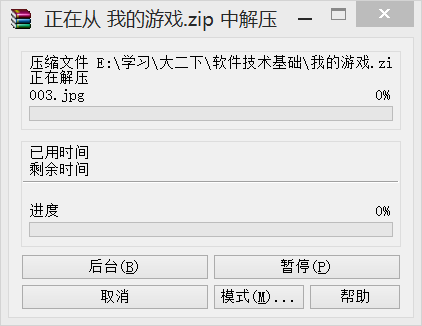 正在从 我的游戏.zip 中解压
压缩文件 E:\学习\大二下\软件技术基础\我的游戏.zi
正在解压
003.jpg 0%
已用时间
剩余时间
进度 0%
后台(B) 暂停(P)
取消 模式(M)... 帮助